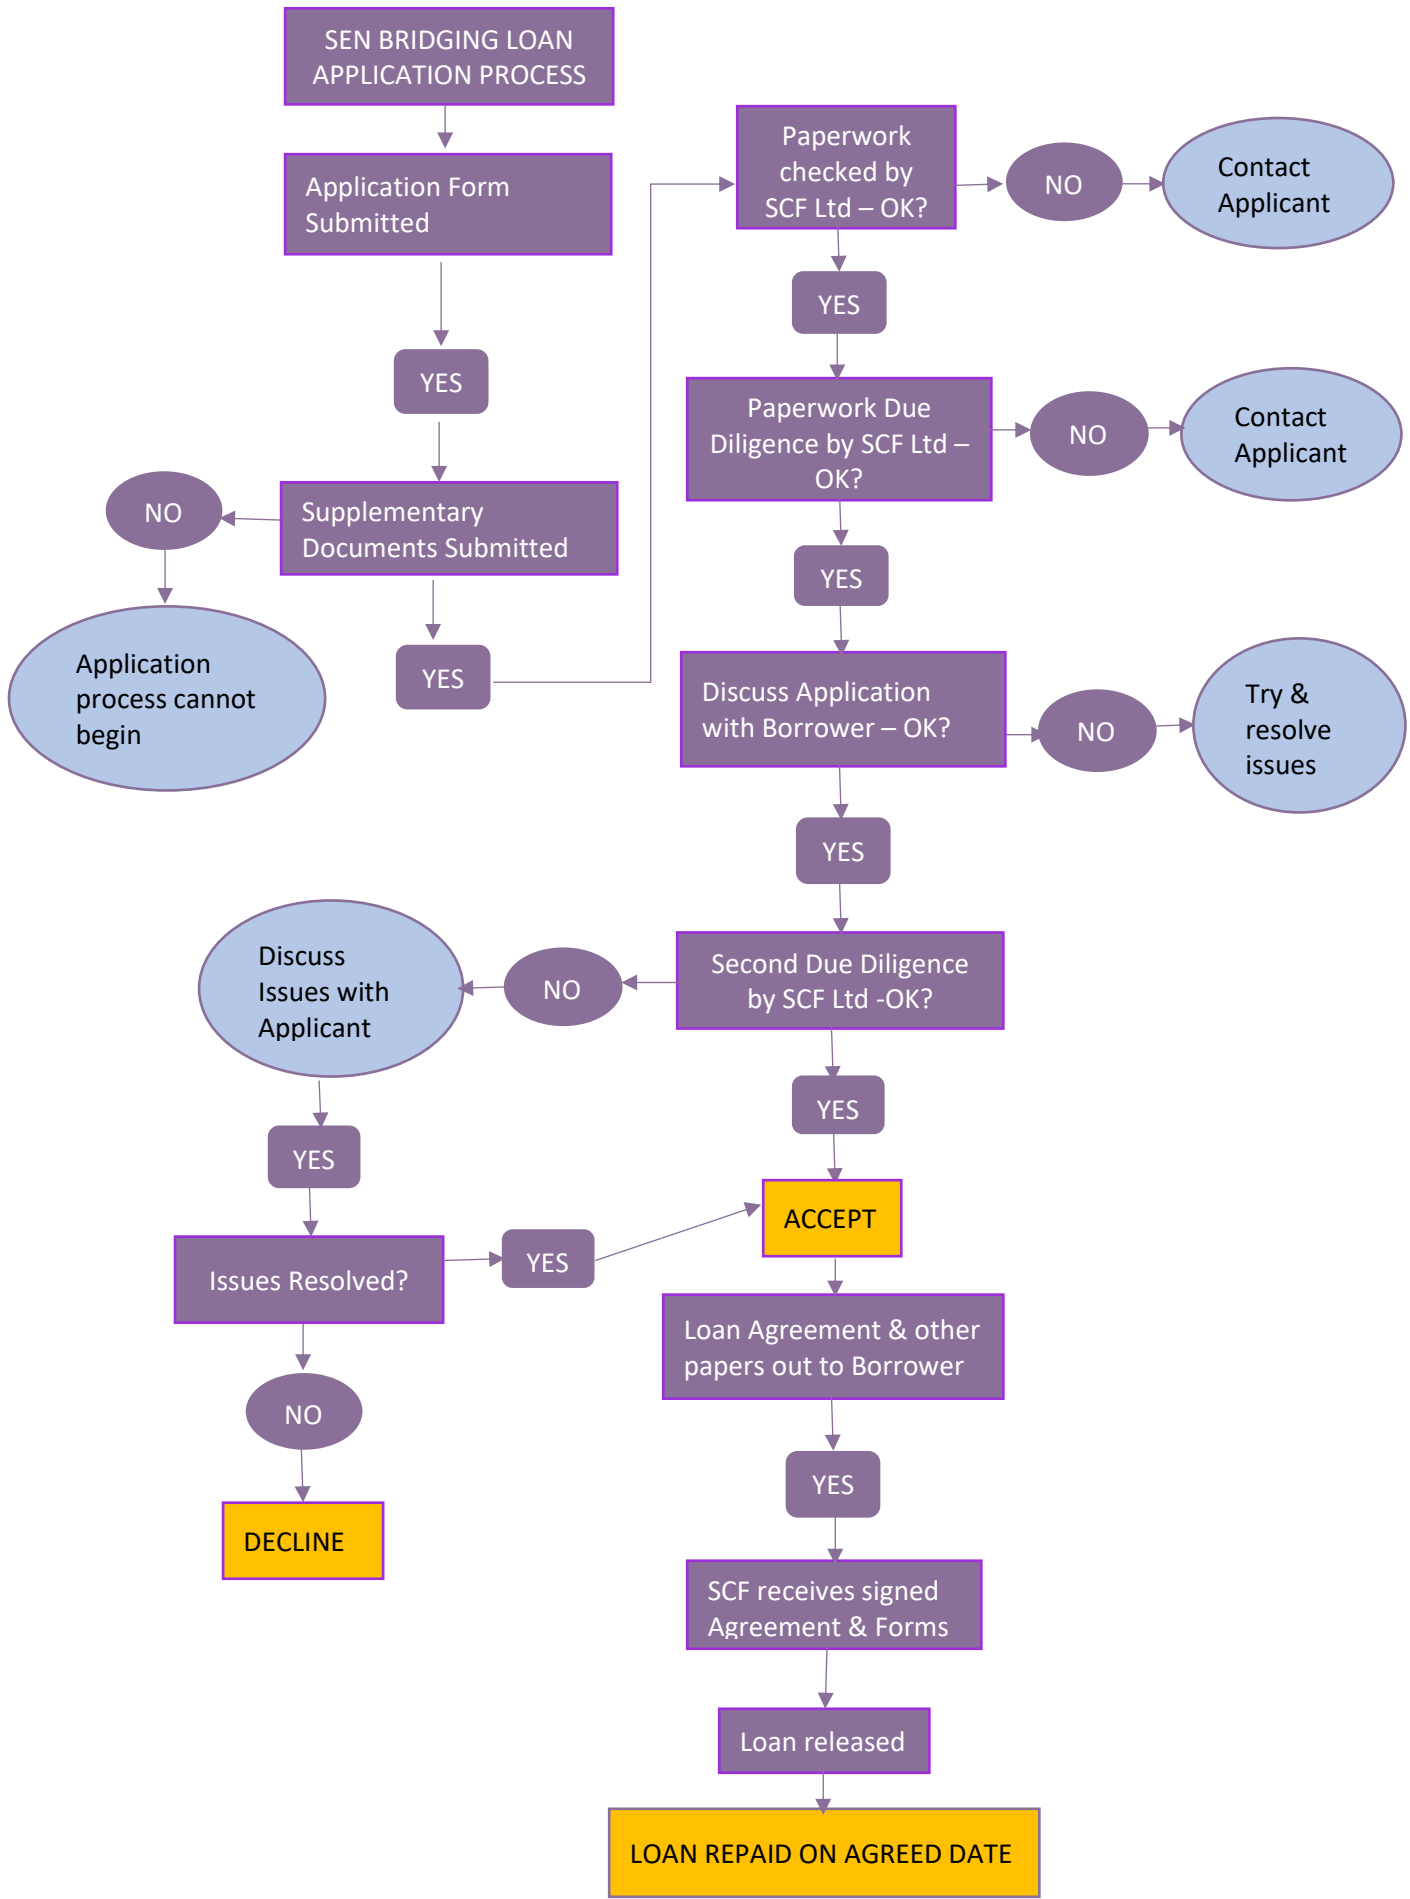 SEN BRIDGING LOAN
APPLICATION PROCESS
Application Form
Submitted
YES
Supplementary
Documents Submitted
NO
Application
process cannot
begin
YES
Paperwork
checked by
SCF Ltd – OK?
NO
Contact
Applicant
YES
Paperwork Due
Diligence by SCF Ltd –
OK?
NO
Contact
Applicant
YES
Discuss Application
with Borrower – OK?
NO
Try &
resolve
issues
YES
Second Due Diligence
by SCF Ltd -OK?
NO
Discuss
Issues with
Applicant
YES
Issues Resolved?
YES
NO
DECLINE
YES
ACCEPT
Loan Agreement & other
papers out to Borrower
YES
SCF receives signed
Agreement & Forms
Loan released
LOAN REPAID ON AGREED DATE